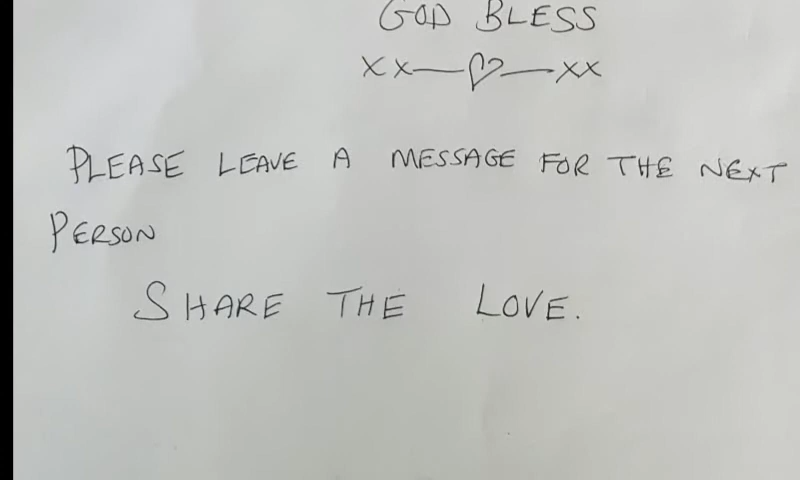 GOD BLESS
XX—♡—XX
PLEASE LEAVE A MESSAGE FOR THE NEXT
PERSON
SHARE THE LOVE.